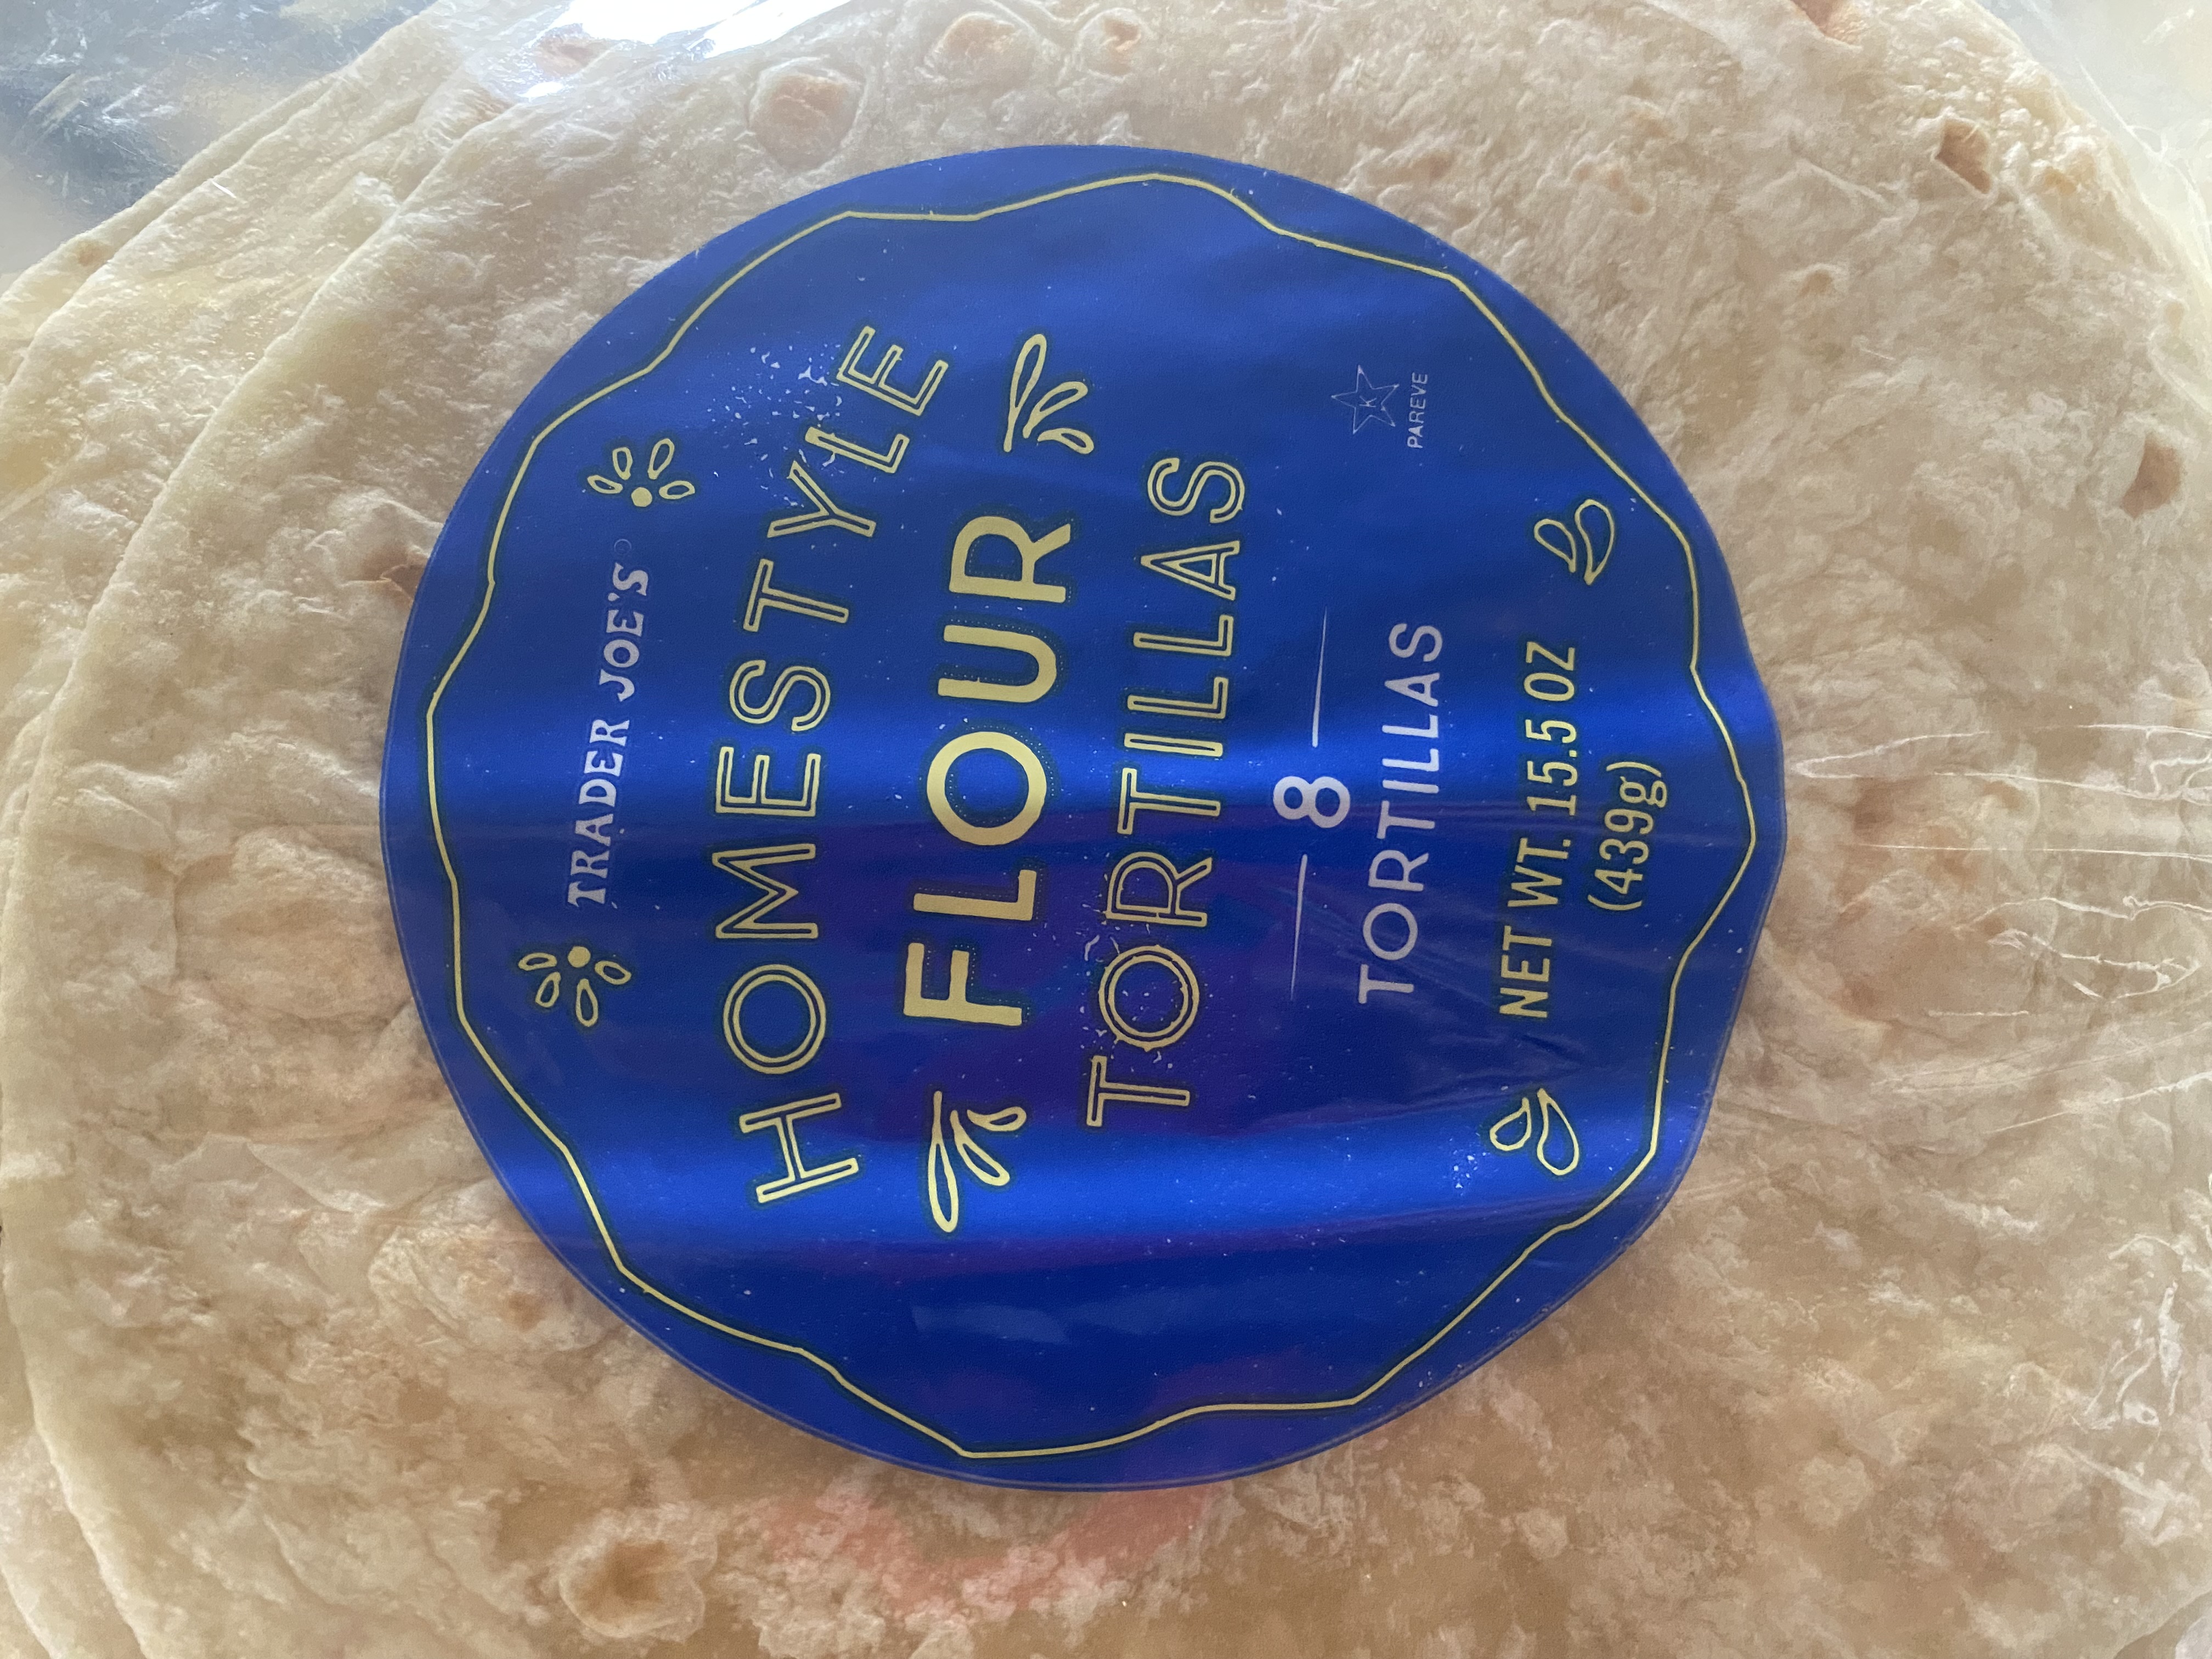 TRADER JOE'S
HOMESTYLE
FLOUR
TORTILLAS
8
TORTILLAS
K
PAREVE
NET WT. 15.5 OZ
(439g)